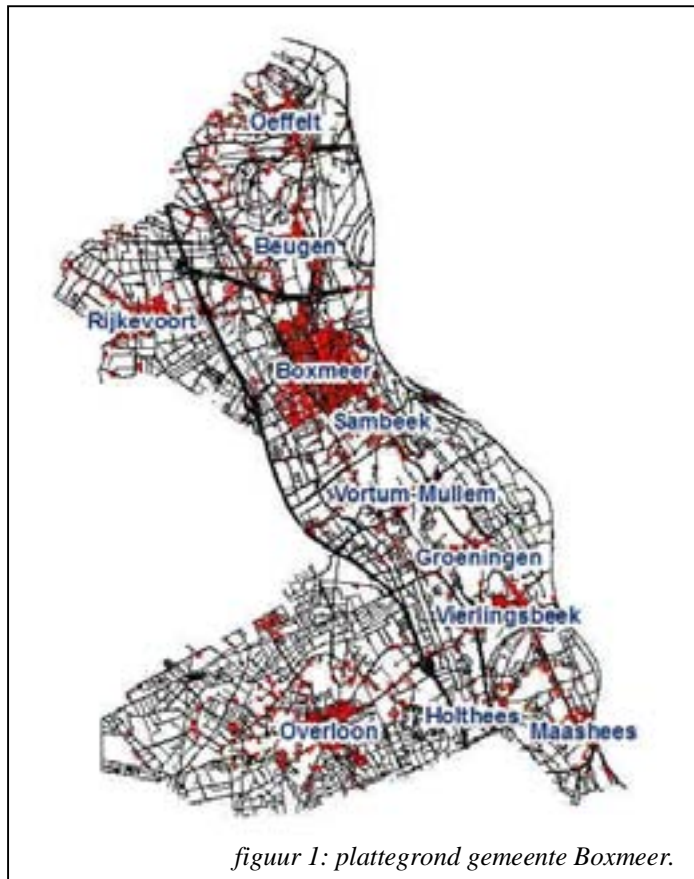 Oeffelt
Beugen
Rijkevoort
Boxmeer
Sambeek
Vortum-Mullem
Groeningen
Vierlingsbeek
Holthees
Maashees
Overloon
figuur 1: plattegrond gemeente Boxmeer.